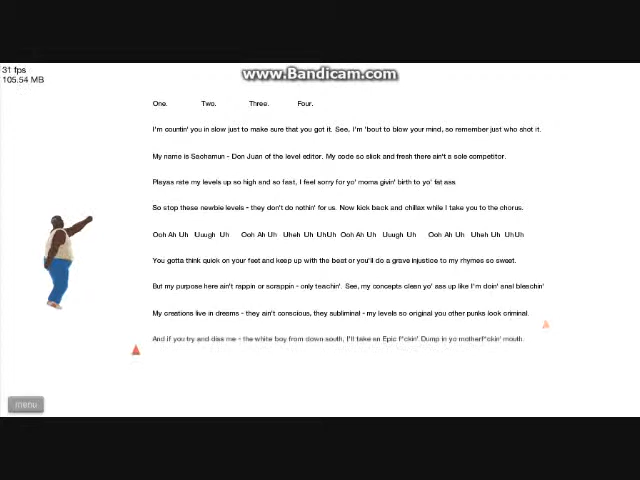 31 fps
105.54 MB
www.Bandicam.com
One. Two. Three. Four.
I'm countin' you in slow just to make sure that you got it. See, I'm 'bout to blow your mind, so remember just who shot it.
My name is Sachamun - Don Juan of the level editor. My code so slick and fresh there ain't a sole competitor.
Playas rate my levels up so high and so fast, I feel sorry for yo' moma givin' birth to yo' fat ass.
So stop these newbie levels - they don't do nothin' for us. Now kick back and chillax while I take you to the chorus.
Ooh Ah Uh Uuugh Uh Ooh Ah Uh Uheh Uh UhUh Ooh Ah Uh Uuugh Uh Ooh Ah Uh Uheh Uh UhUh
You gotta think quick on your feet and keep up with the beat or you'll do a grave injustice to my rhymes so sweet.
But my purpose here ain't rappin or scrappin - only teachin'. See, my concepts clean yo' ass up like I'm doin' anal bleachin'
My creations live in dreams - they ain't conscious, they subliminal - my levels so original you other punks look criminal.
And if you try and diss me - the white boy from down south, I'll take an Epic F*ckin' Dump in yo motherf*ckin' mouth.
menu